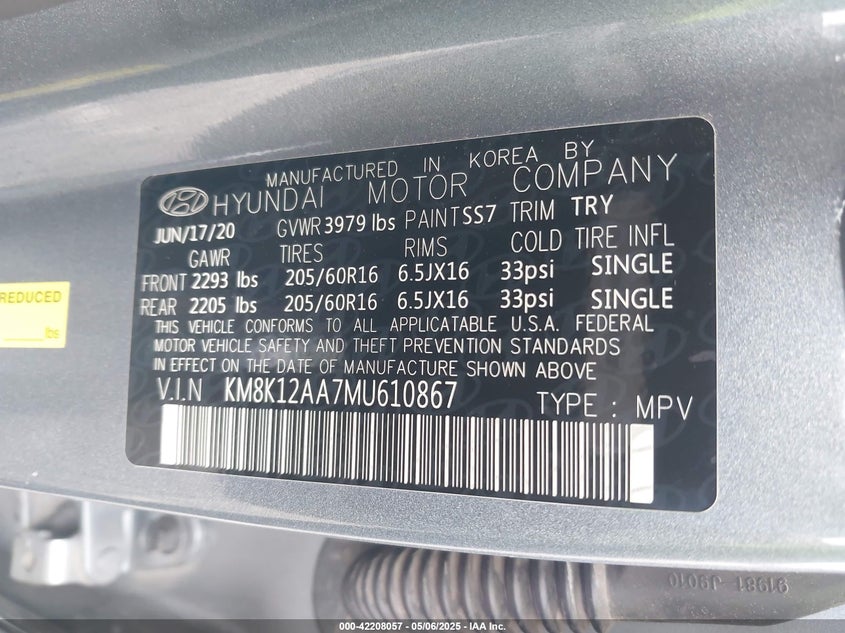 MANUFACTURED IN KOREA BY
HYUNDAI MOTOR COMPANY
JUN/17/20 GVWR 3979 lbs PAINT SS7 TRIM TRY
GAWR TIRES RIMS COLD TIRE INFL
FRONT 2293 lbs 205/60R16 6.5JX16 33psi SINGLE
REAR 2205 lbs 205/60R16 6.5JX16 33psi SINGLE
THIS VEHICLE CONFORMS TO ALL APPLICATABLE U.S.A. FEDERAL
MOTOR VEHICLE SAFETY AND THEFT PREVENTION STANDARDS
IN EFFECT ON THE DATE OF MANUFACTURE SHOWN ABOVE
V.I.N KM8K12AA7MU610867 TYPE : MPV
REDUCED
lbs
91981-J9010
000-42208057 - 05/06/2025 - IAA Inc.